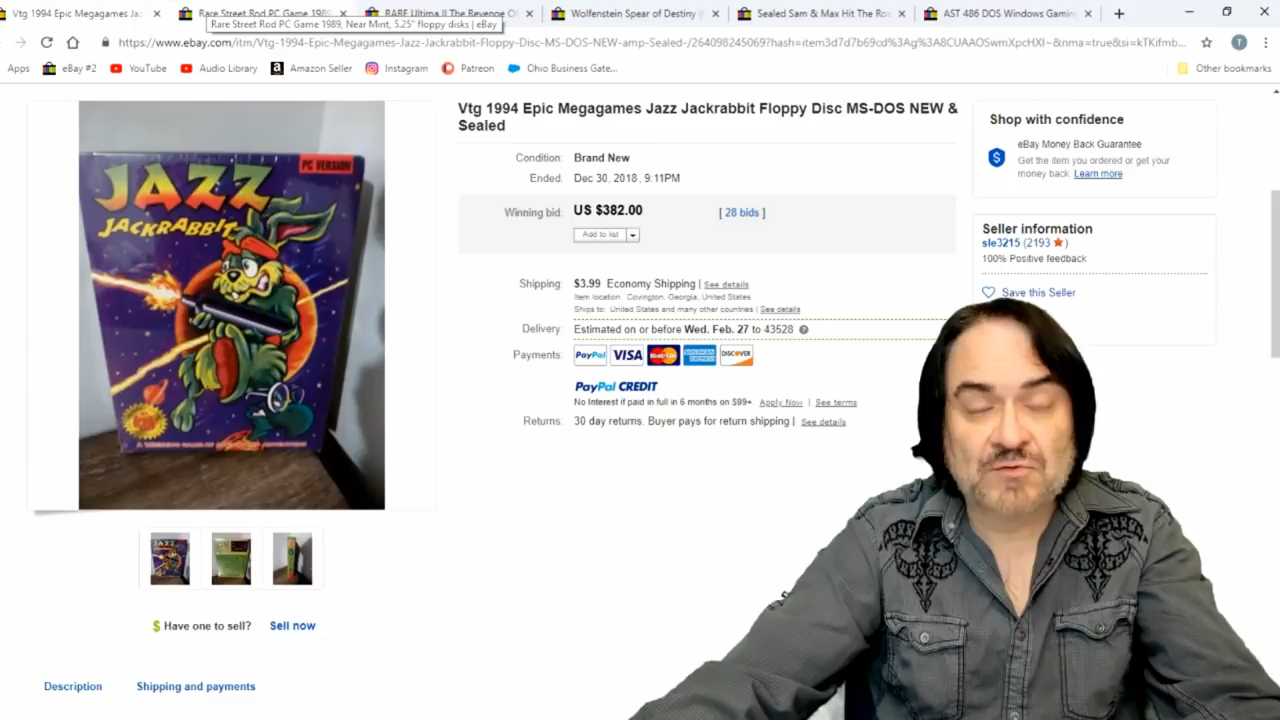 Vtg 1994 Epic Megagames Jaz
Rare Street Rod PC Game 1989,
RARE Ultima II The Revenge O
Wolfenstein Spear of Destiny
Sealed Sam & Max Hit The Ro
AST 486 DOS Windows Gamin
Rare Street Rod PC Game 1989, Near Mint, 5.25" floppy disks | eBay
https://www.ebay.com/itm/Vtg-1994-Epic-Megagames-Jazz-Jackrabbit-Floppy-Disc-MS-DOS-NEW-amp-Sealed-/264098245069?hash=item3d7d7b69cd%3Ag%3A8CUAAOSwmXpcHXI~&nma=true&si=kTKifmb...
T
Apps
eBay #2
YouTube
Audio Library
Amazon Seller
Instagram
Patreon
Ohio Business Gate...
Other bookmarks
PC VERSION
JAZZ
JACKRABBIT
Vtg 1994 Epic Megagames Jazz Jackrabbit Floppy Disc MS-DOS NEW &
Sealed
Condition: Brand New
Ended: Dec 30, 2018 , 9:11PM
Winning bid: US $382.00 [ 28 bids ]
Add to list
Shipping: $3.99 Economy Shipping | See details
Item location: Covington, Georgia, United States
Ships to: United States and many other countries | See details
Delivery: Estimated on or before Wed. Feb. 27 to 43528
Payments: PayPal VISA MasterCard AMERICAN EXPRESS DISCOVER
PayPal CREDIT
No Interest if paid in full in 6 months on $99+. Apply Now | See terms
Returns: 30 day returns. Buyer pays for return shipping | See details
Shop with confidence
eBay Money Back Guarantee
Get the item you ordered or get your
money back. Learn more
Seller information
sle3215 (2193 )
100% Positive feedback
Save this Seller
$ Have one to sell? Sell now
Description
Shipping and payments